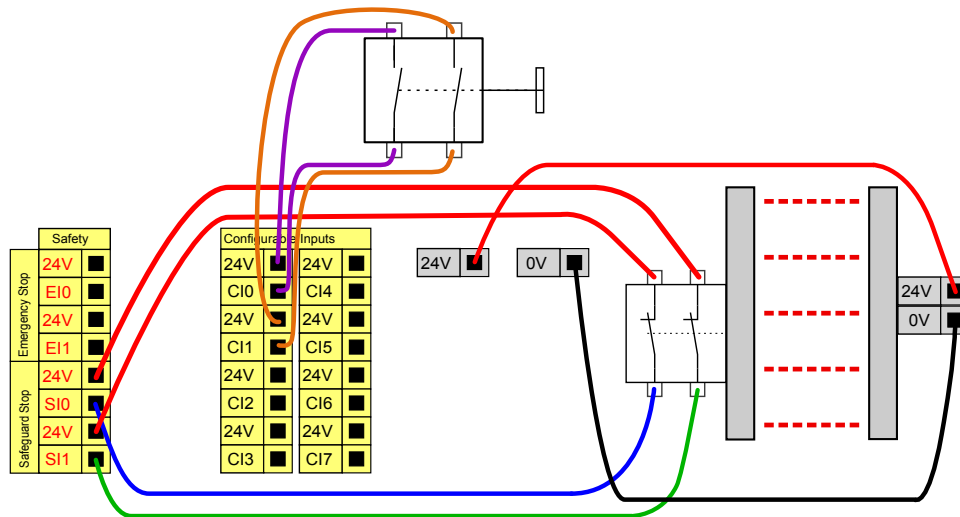 Safety
Emergency Stop
24V
EI0
24V
EI1
Safeguard Stop
24V
SI0
24V
SI1
Configurable Inputs
24V 24V
CI0 CI4
24V 24V
CI1 CI5
24V 24V
CI2 CI6
24V 24V
CI3 CI7
24V
0V
24V
0V